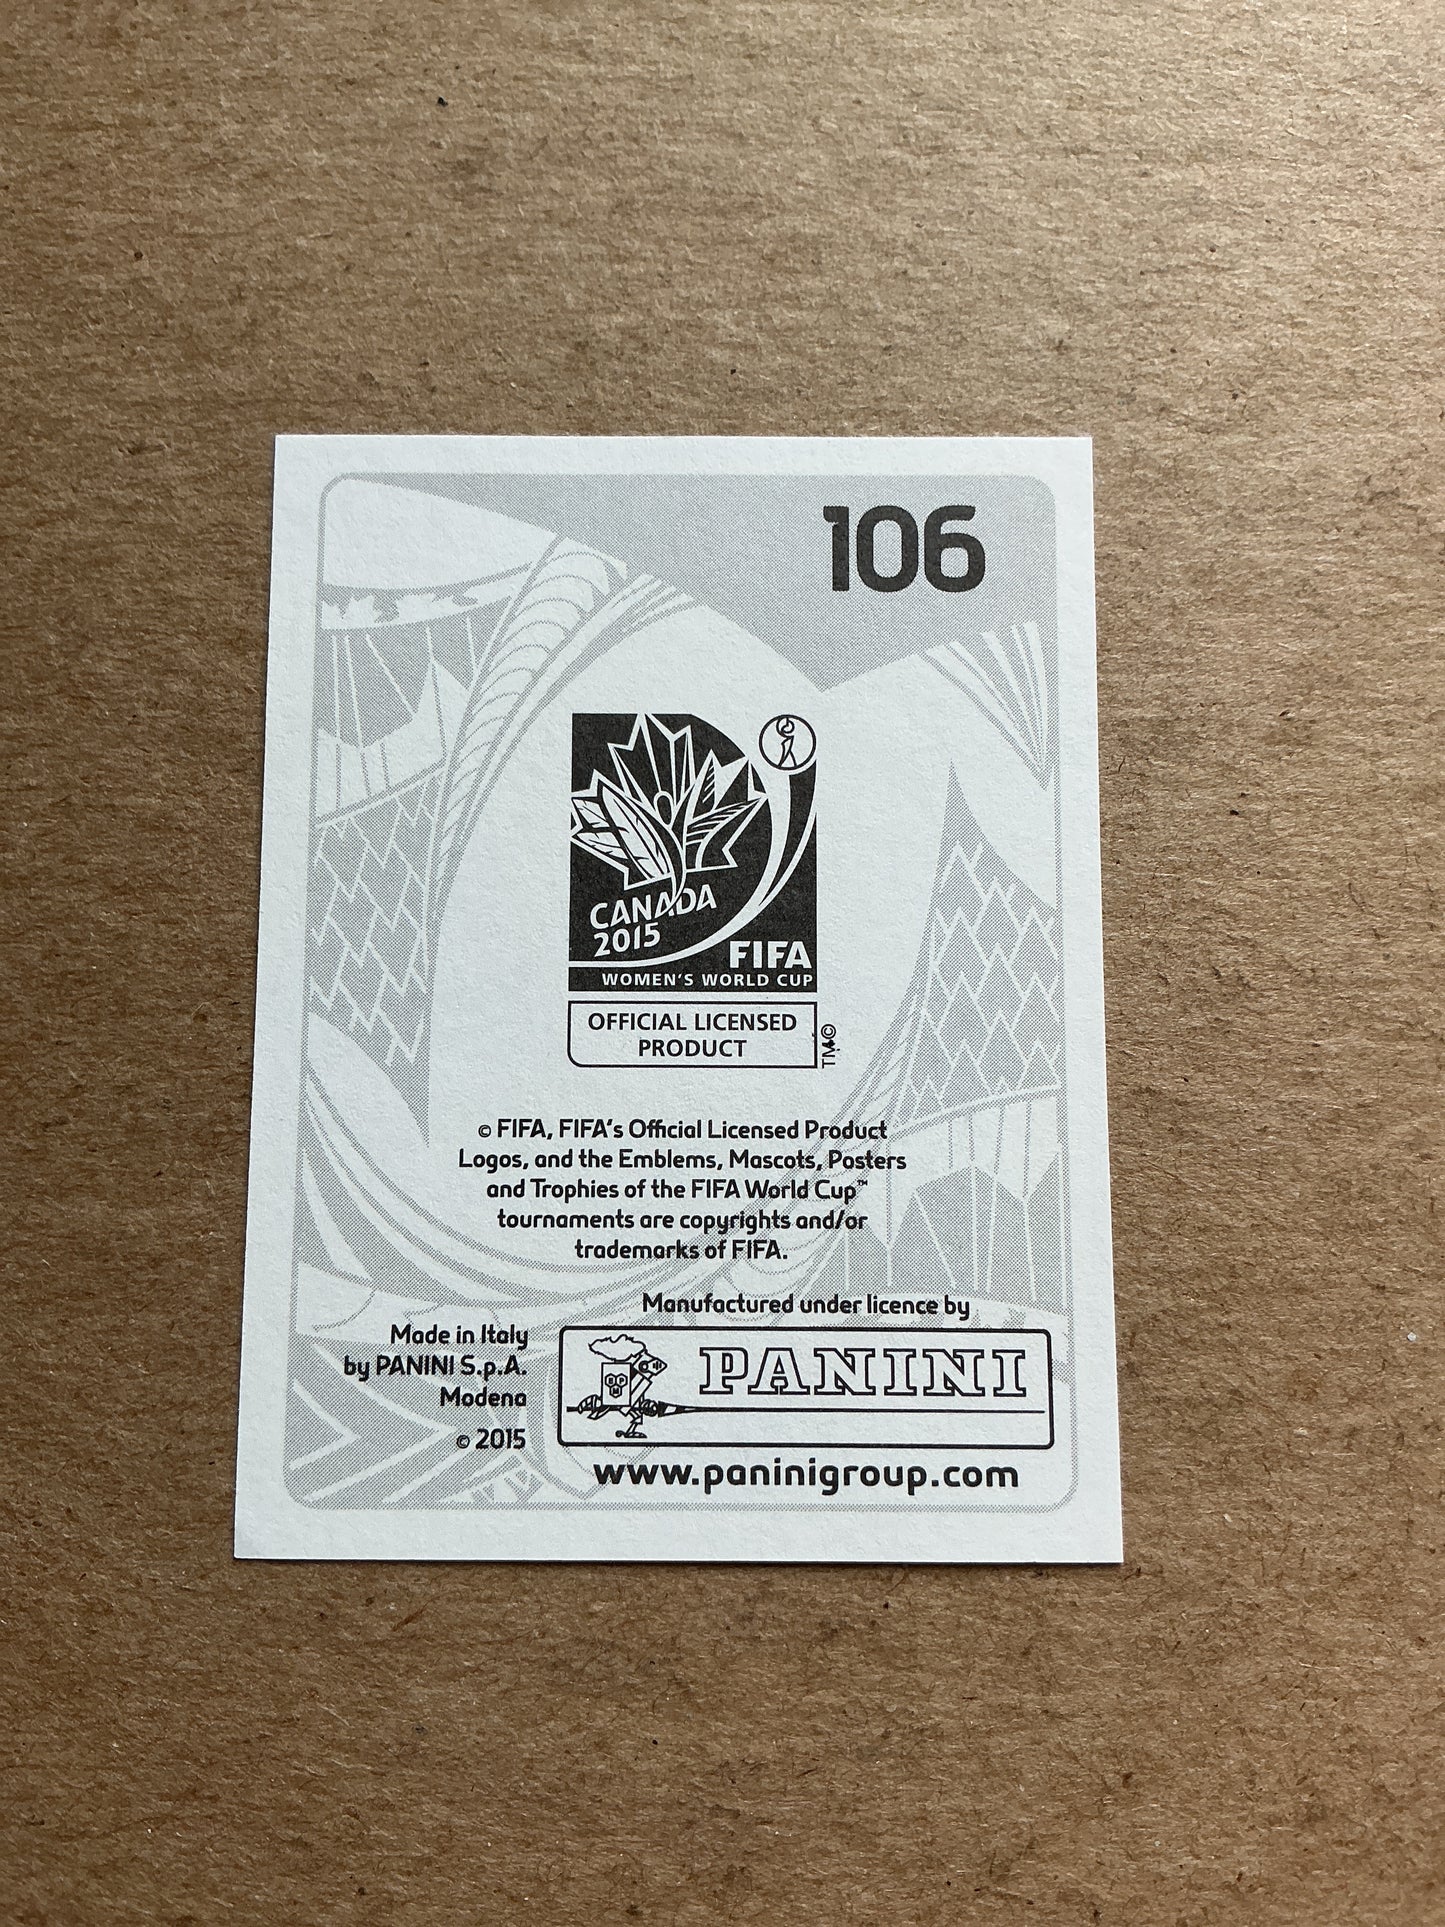 106
CANADA
2015
FIFA
WOMEN'S WORLD CUP
OFFICIAL LICENSED
PRODUCT
TM©
© FIFA, FIFA's Official Licensed Product
Logos, and the Emblems, Mascots, Posters
and Trophies of the FIFA World Cup™
tournaments are copyrights and/or
trademarks of FIFA.
Manufactured under licence by
Made in Italy
by PANINI S.p.A.
Modena
© 2015
PANINI
www.paninigroup.com